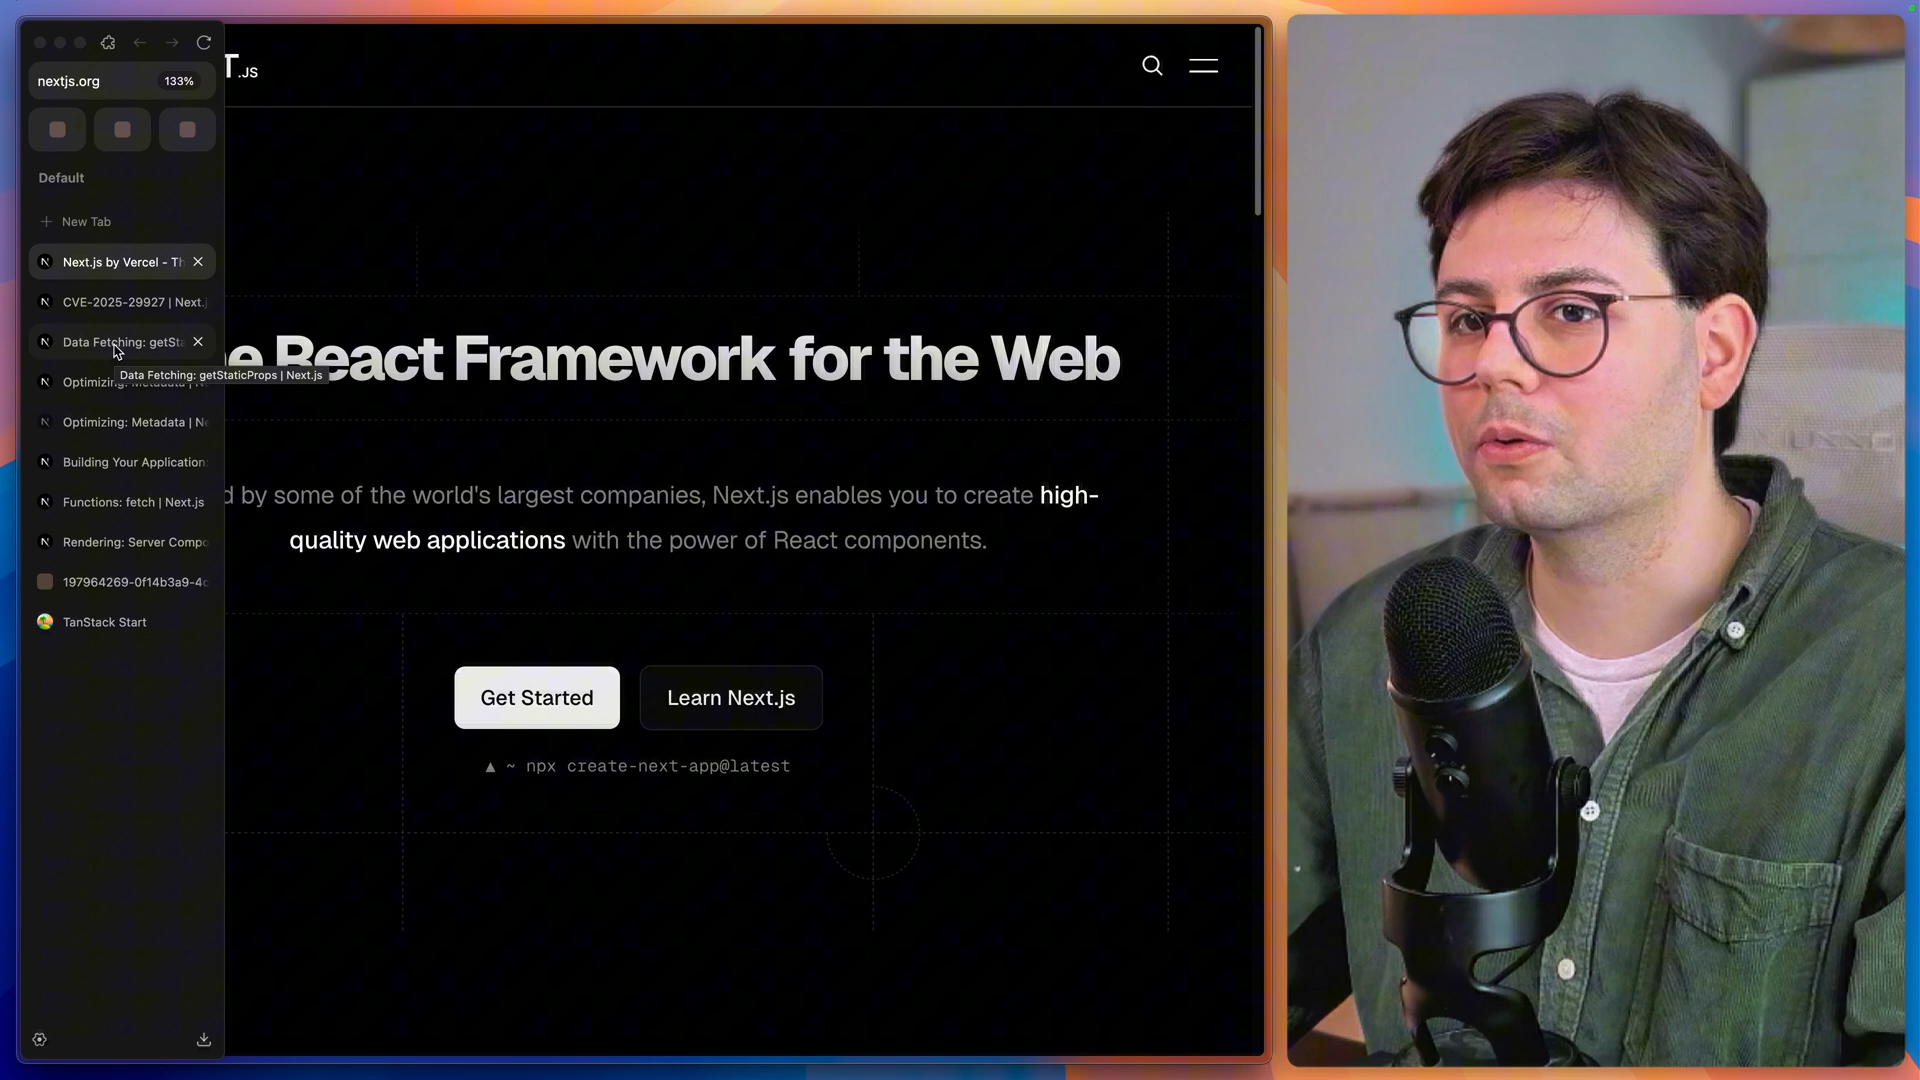 T.JS
nextjs.org
133%
Default
New Tab
Next.js by Vercel - Th
CVE-2025-29927 | Next.j
Data Fetching: getSta
Data Fetching: getStaticProps | Next.js
Optimizing: Metadata | N
Optimizing: Metadata | Ne
Building Your Application:
Functions: fetch | Next.js
Rendering: Server Compo
197964269-0f14b3a9-4c
TanStack Start
e React Framework for the Web
d by some of the world's largest companies, Next.js enables you to create high-
quality web applications with the power of React components.
Get Started
Learn Next.js
▲ ~ npx create-next-app@latest